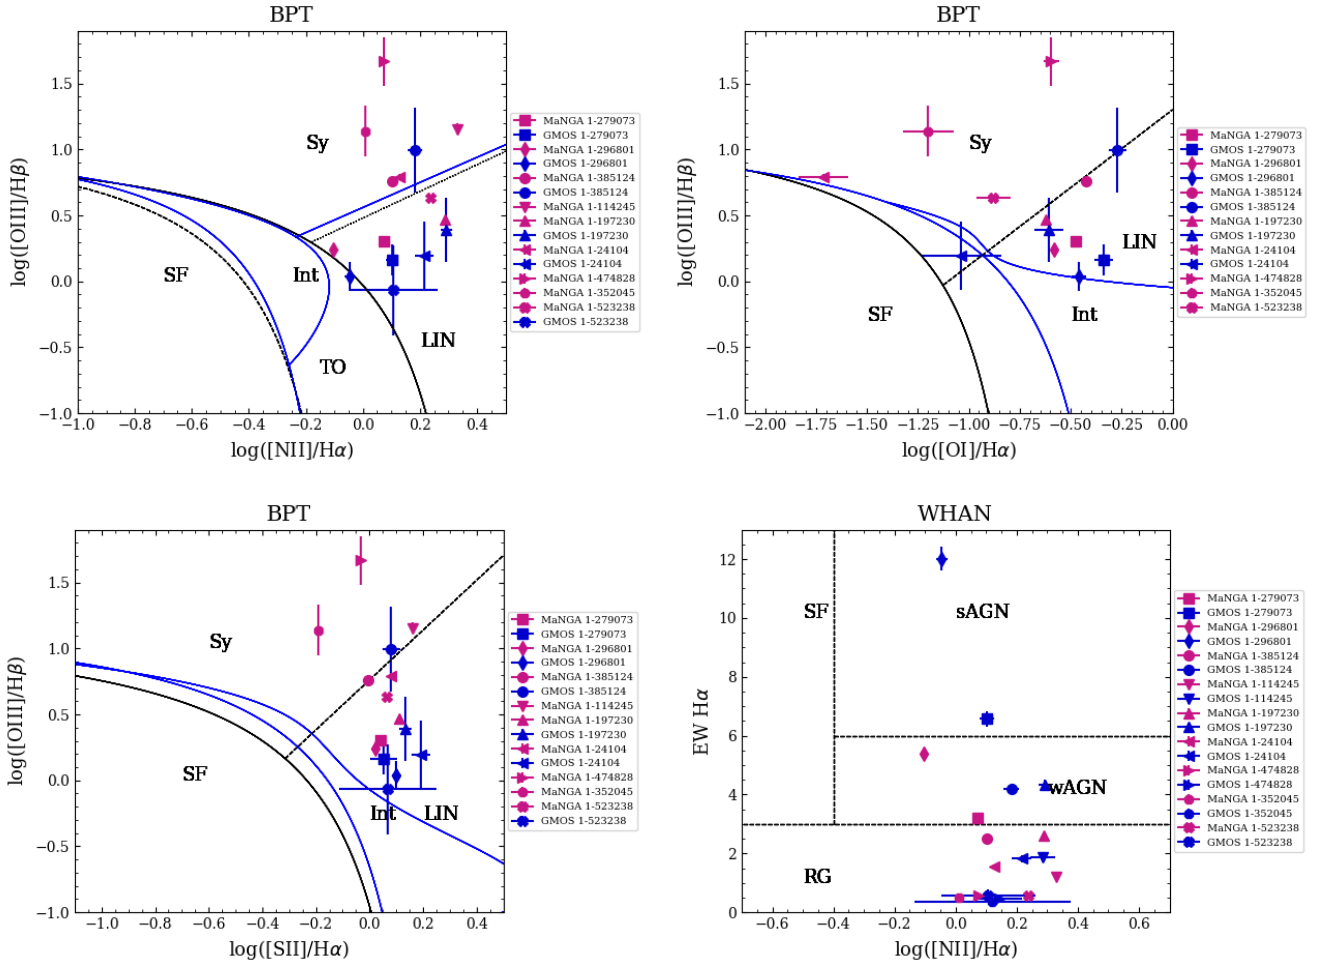 BPT
log([OIII]/Hβ)
1.5
1.0
0.5
0.0
−0.5
−1.0
Sy
SF
Int
TO
LIN
−1.0
−0.8
−0.6
−0.4
−0.2
0.0
0.2
0.4
log([NII]/Hα)
MaNGA 1-279073
GMOS 1-279073
MaNGA 1-296801
GMOS 1-296801
MaNGA 1-385124
GMOS 1-385124
MaNGA 1-114245
MaNGA 1-197230
GMOS 1-197230
MaNGA 1-24104
GMOS 1-24104
MaNGA 1-474828
MaNGA 1-352045
MaNGA 1-523238
GMOS 1-523238
BPT
log([OIII]/Hβ)
1.5
1.0
0.5
0.0
−0.5
−1.0
Sy
LIN
SF
Int
−2.00
−1.75
−1.50
−1.25
−1.00
−0.75
−0.50
−0.25
0.00
log([OI]/Hα)
MaNGA 1-279073
GMOS 1-279073
MaNGA 1-296801
GMOS 1-296801
MaNGA 1-385124
GMOS 1-385124
MaNGA 1-197230
GMOS 1-197230
MaNGA 1-24104
GMOS 1-24104
MaNGA 1-474828
MaNGA 1-352045
MaNGA 1-523238
BPT
log([OIII]/Hβ)
1.5
1.0
0.5
0.0
−0.5
−1.0
Sy
SF
Int
LIN
−1.0
−0.8
−0.6
−0.4
−0.2
0.0
0.2
0.4
log([SII]/Hα)
MaNGA 1-279073
GMOS 1-279073
MaNGA 1-296801
GMOS 1-296801
MaNGA 1-385124
GMOS 1-385124
MaNGA 1-114245
MaNGA 1-197230
GMOS 1-197230
MaNGA 1-24104
GMOS 1-24104
MaNGA 1-474828
MaNGA 1-352045
MaNGA 1-523238
GMOS 1-523238
WHAN
EW Hα
12
10
8
6
4
2
0
SF
sAGN
wAGN
RG
−0.6
−0.4
−0.2
0.0
0.2
0.4
0.6
log([NII]/Hα)
MaNGA 1-279073
GMOS 1-279073
MaNGA 1-296801
GMOS 1-296801
MaNGA 1-385124
GMOS 1-385124
MaNGA 1-114245
GMOS 1-114245
MaNGA 1-197230
GMOS 1-197230
MaNGA 1-24104
GMOS 1-24104
MaNGA 1-474828
GMOS 1-474828
MaNGA 1-352045
GMOS 1-352045
MaNGA 1-523238
GMOS 1-523238